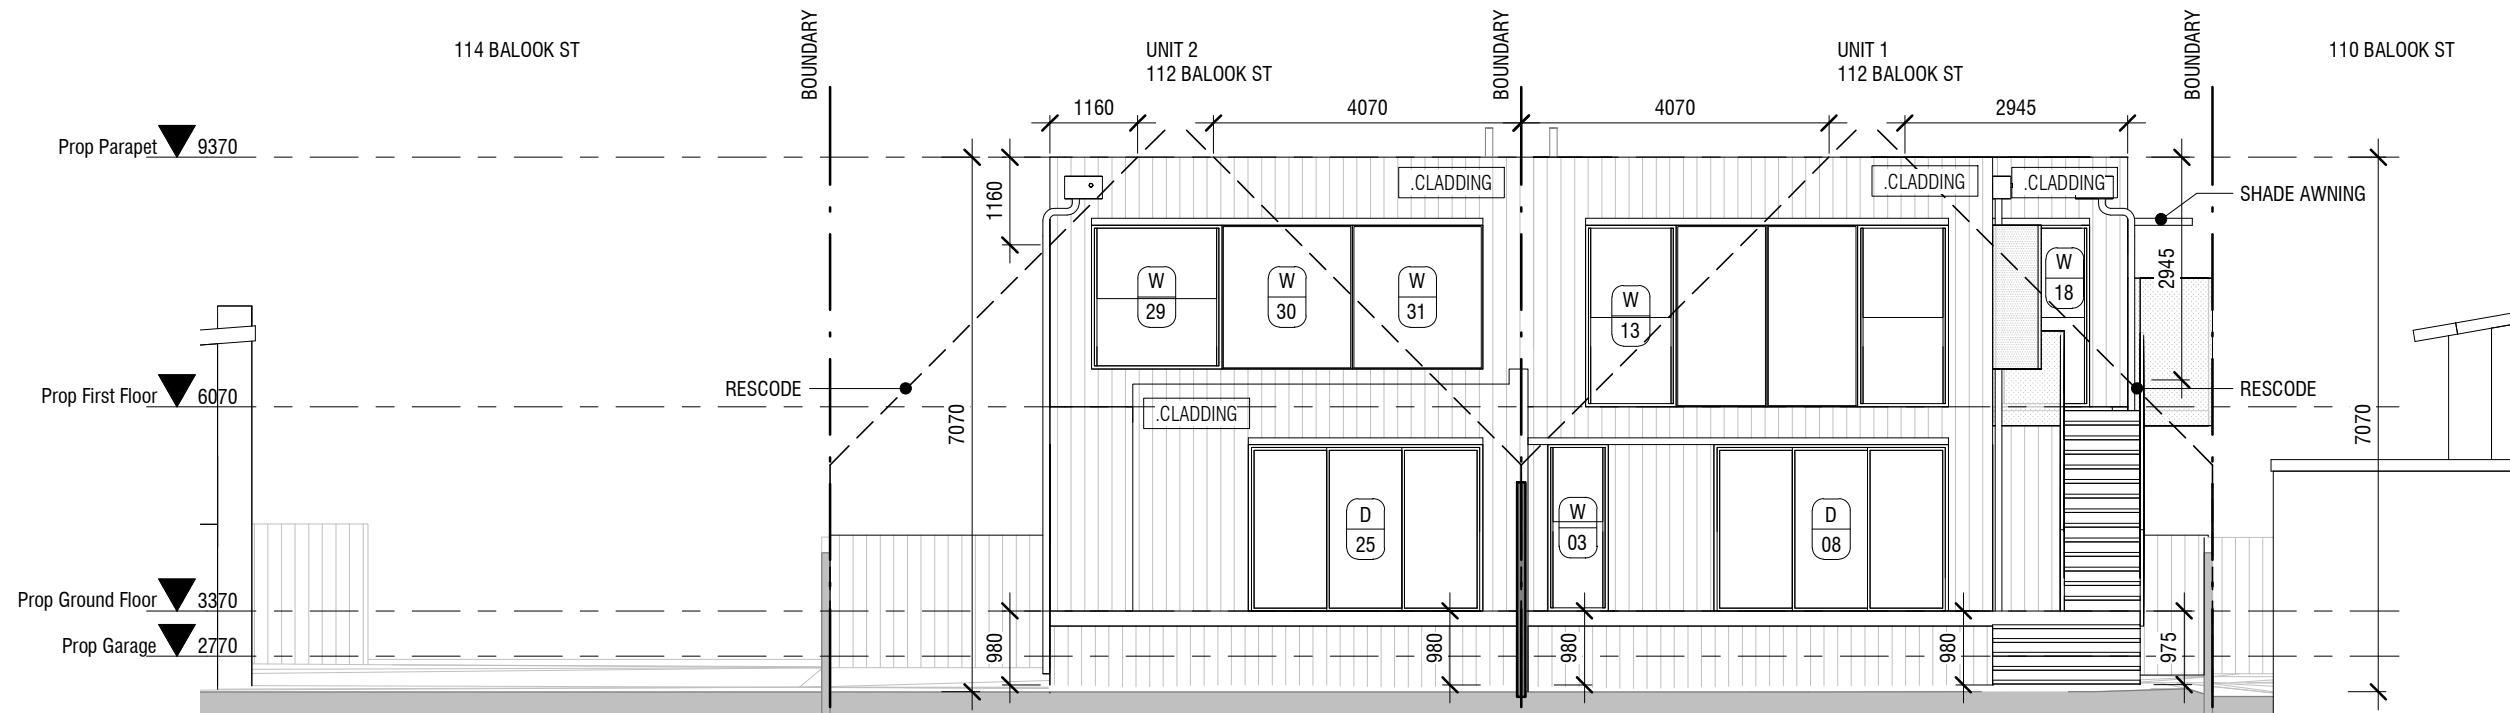 BOUNDARY
BOUNDARY
BOUNDARY
114 BALOOK ST
UNIT 2
112 BALOOK ST
UNIT 1
112 BALOOK ST
110 BALOOK ST
1160
4070
4070
2945
Prop Parapet
9370
.CLADDING
.CLADDING
.CLADDING
SHADE AWNING
1160
2945
W
29
W
30
W
31
W
13
W
18
RESCODE
RESCODE
Prop First Floor
6070
7070
.CLADDING
7070
D
25
W
03
D
08
Prop Ground Floor
3370
Prop Garage
2770
980
980
980
980
975